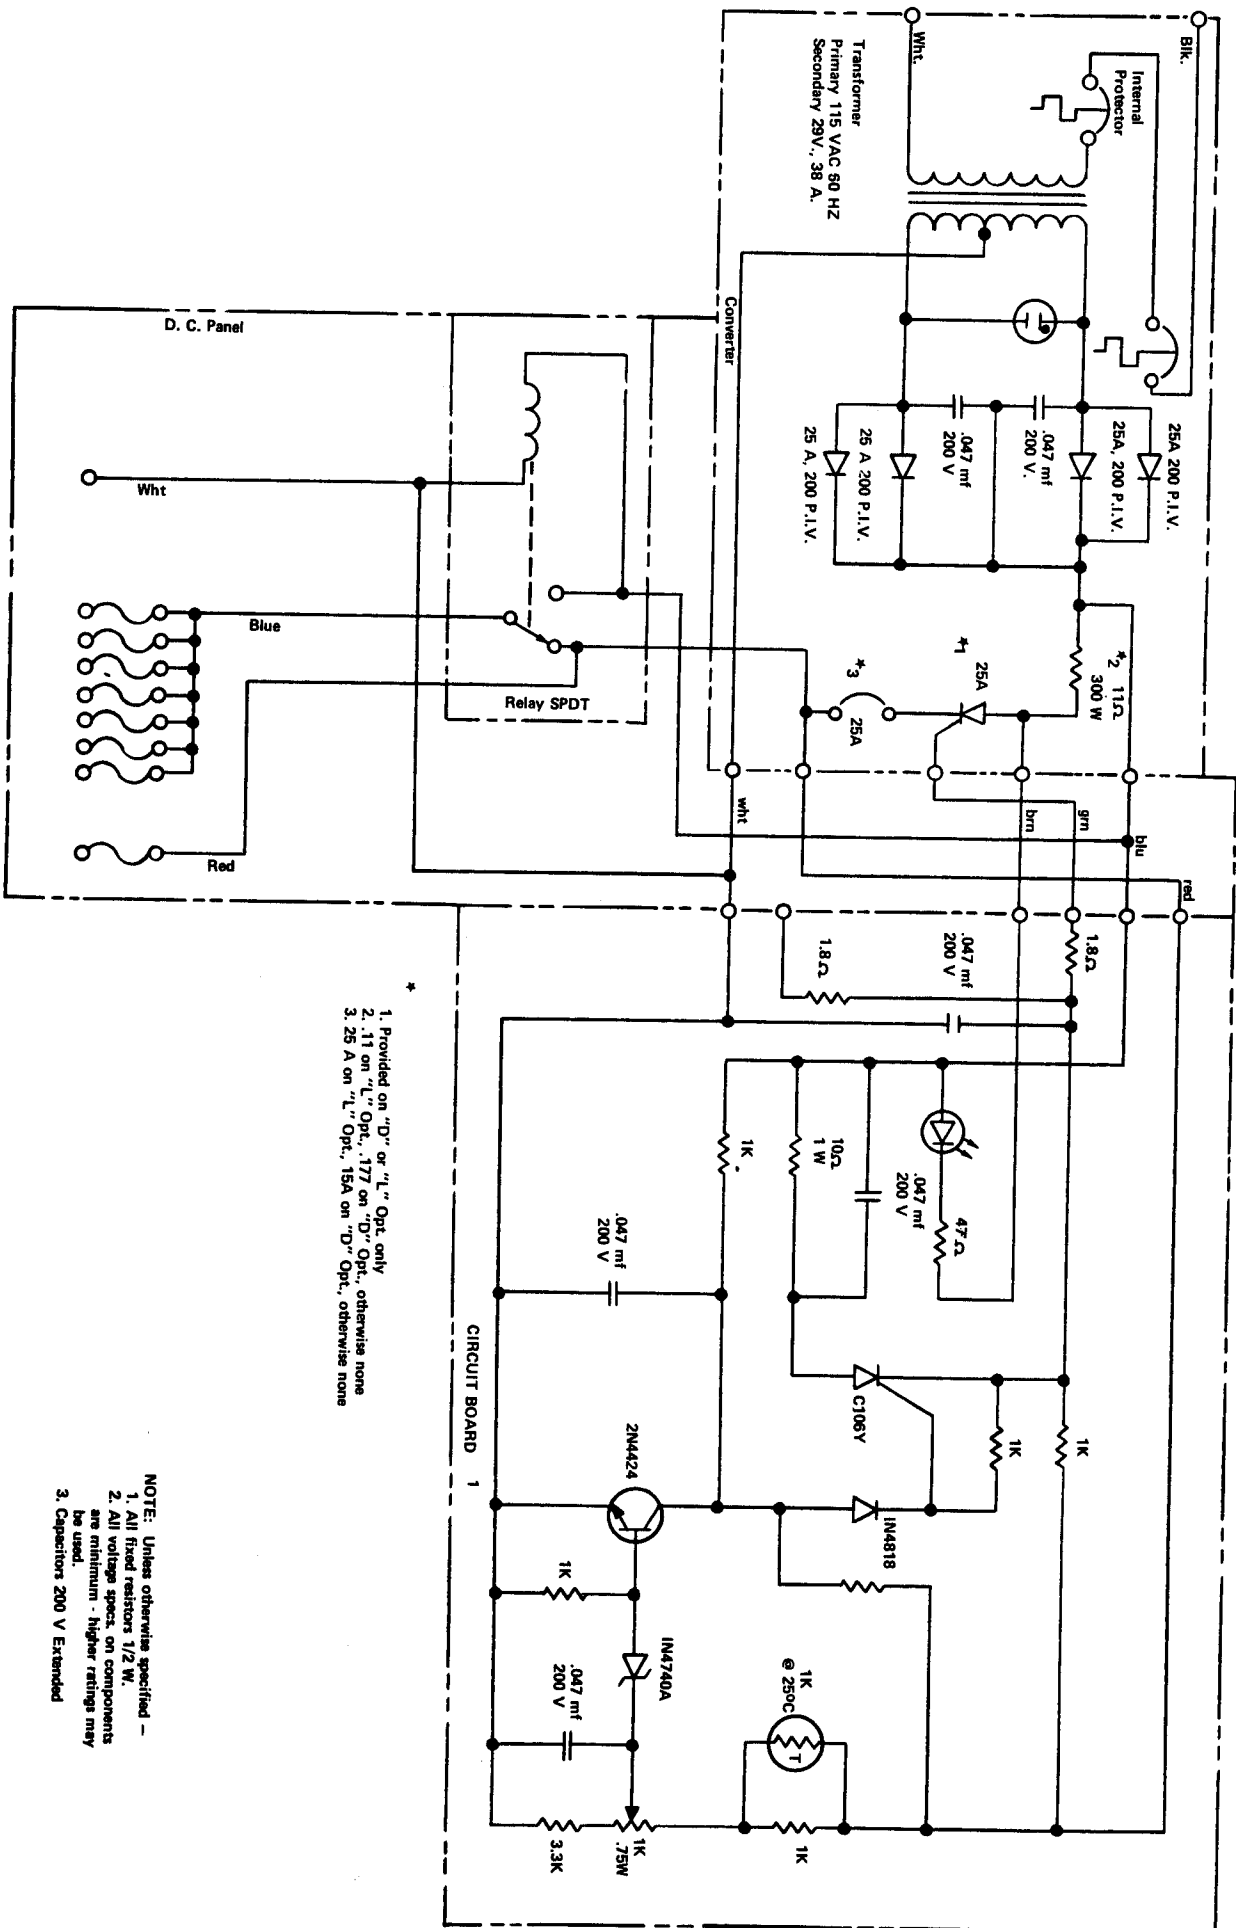 Blk.
Wht.
Internal
Protector
Transformer
Primary 115 VAC 60 HZ
Secondary 29V., 38 A.
Converter
25A 200 P.I.V.
25A, 200 P.I.V.
.047 mf
200 V.
.047 mf
200 V
25 A 200 P.I.V.
25 A, 200 P.I.V.
*2 11Ω
300 W
*1 25A
*3 25A
D. C. Panel
Wht
Blue
Red
Relay SPDT
wht
brn
grn
blu
red
1.8Ω
.047 mf
200 V
1.8Ω
47Ω
.047 mf
200 V
10Ω
1 W
1K
.047 mf
200 V
C106Y
1K
1K
IN4818
2N4424
1K
IN4740A
.047 mf
200 V
1K
@ 25ºC
T
1K
1K
.75W
3.3K
CIRCUIT BOARD 1
*
1. Provided on "D" or "L" Opt. only
2. .11 on "L" Opt., .177 on "D" Opt., otherwise none
3. 25 A on "L" Opt., 15A on "D" Opt., otherwise none
NOTE: Unless otherwise specified –
1. All fixed resistors 1/2 W.
2. All voltage specs. on components
are minimum - higher ratings may
be used.
3. Capacitors 200 V Extended